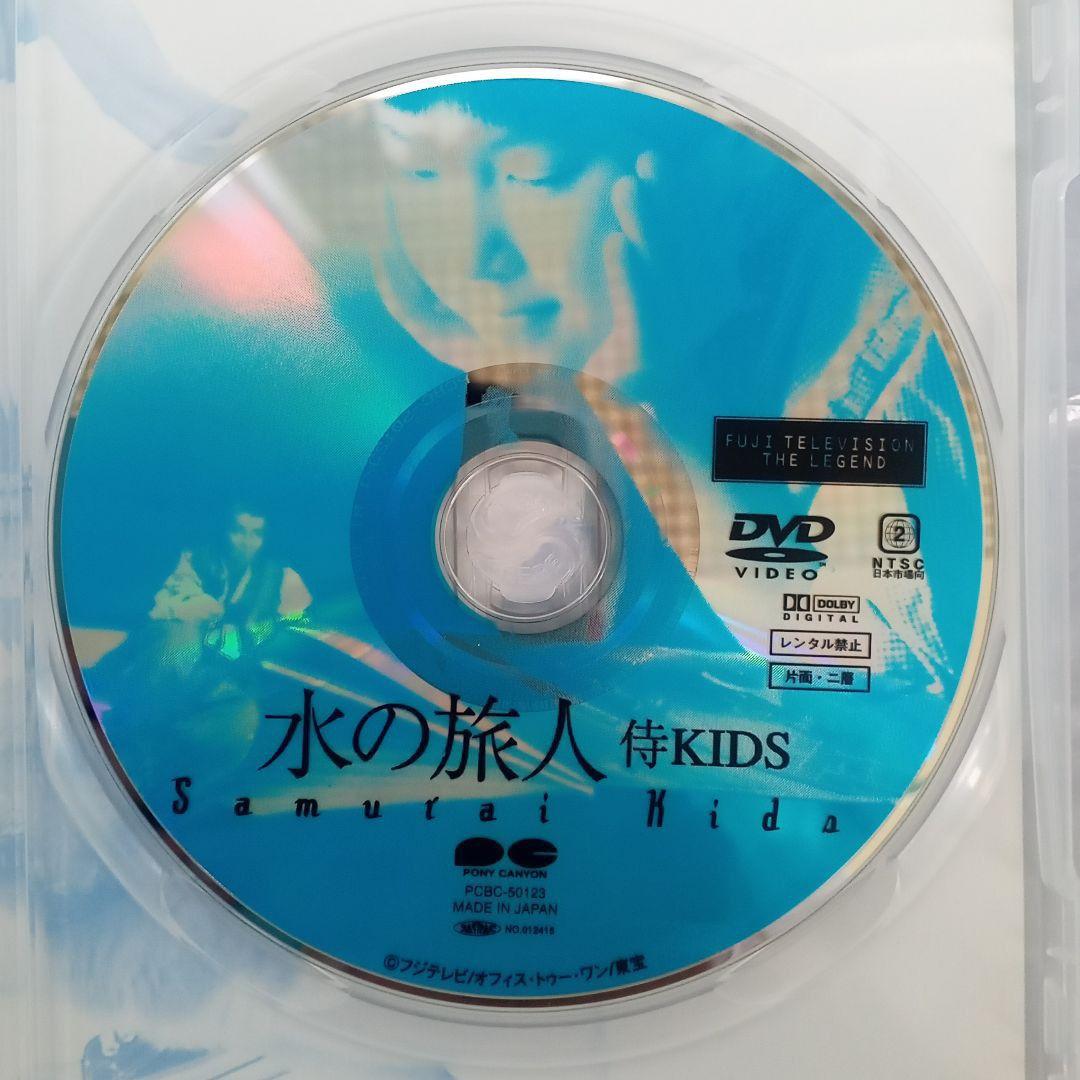 FUJI TELEVISION
THE LEGEND
DVD
VIDEO
2
NTSC
日本市場向
DOLBY
DIGITAL
レンタル禁止
片面・二層
水の旅人 侍KIDS
Samurai Kids
PONY CANYON
PCBC-50123
MADE IN JAPAN
NO.012416
©フジテレビ/オフィス・トゥー・ワン/東宝